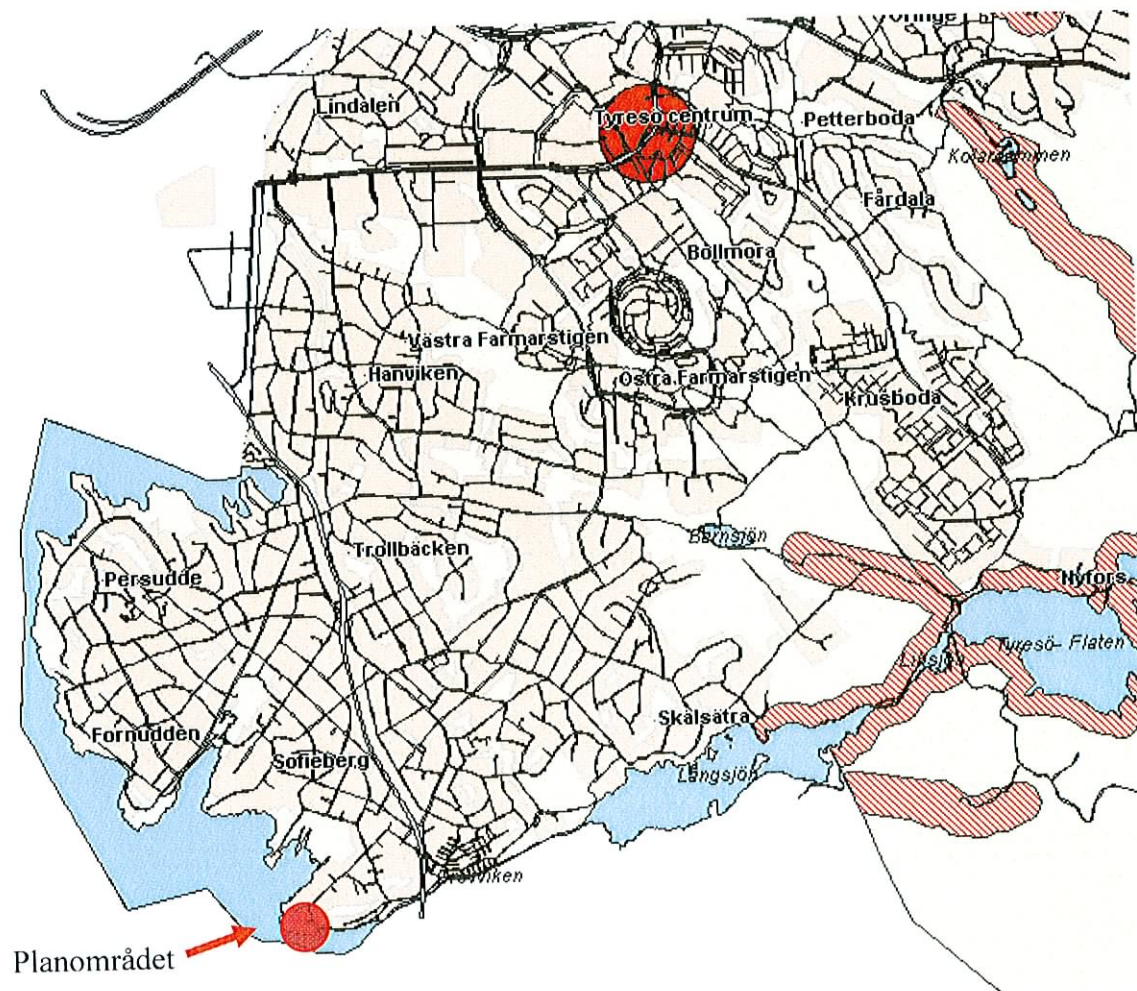 Lindalen
Tyresö centrum
Petterboda
Fårdala
Bollmora
Västra Farmarstigen
Hanviken
Östra Farmarstigen
Krusboda
Barnsjön
Trollbäcken
Persudde
Nyfors
Tyresö- Flaten
Fornudden
Sofieberg
Skälsätra
Långsjön
Planområdet